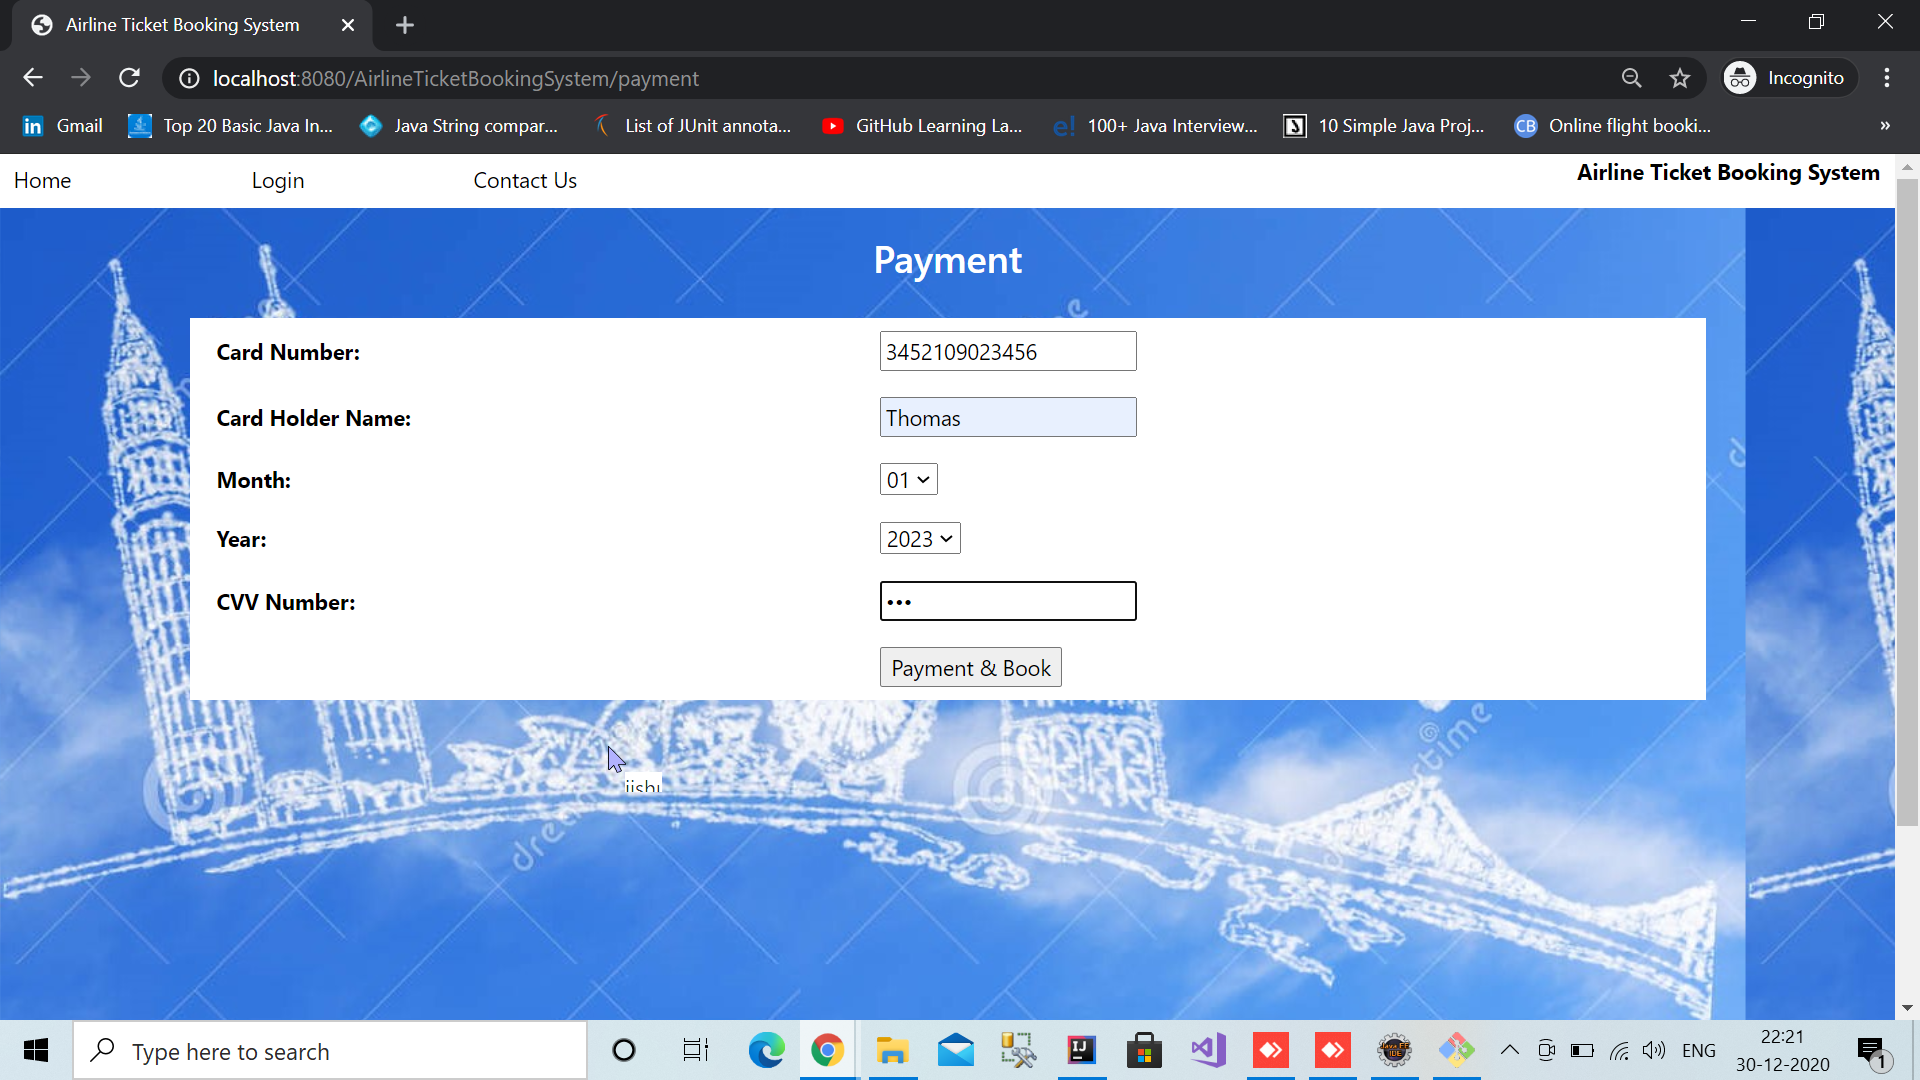 Airline Ticket Booking System
localhost:8080/AirlineTicketBookingSystem/payment
Incognito
in Gmail
Top 20 Basic Java In...
Java String compar...
List of JUnit annota...
GitHub Learning La...
e! 100+ Java Interview...
10 Simple Java Proj...
CB Online flight booki...
»
Home Login Contact Us
Airline Ticket Booking System
Payment
Card Number: 3452109023456
Card Holder Name: Thomas
Month: 01
Year: 2023
CVV Number: •••
Payment & Book
Type here to search
ENG
22:21
30-12-2020
1